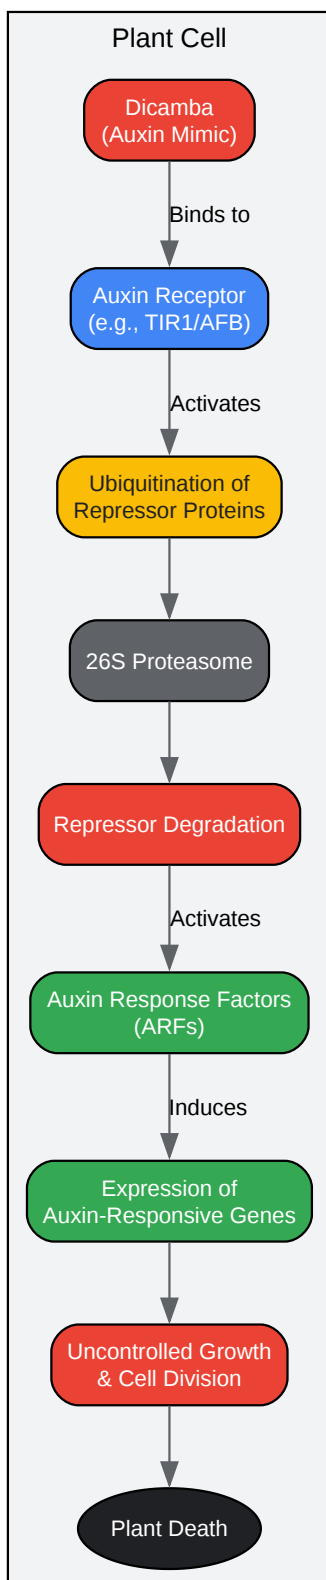 Plant Cell
Dicamba
(Auxin Mimic)
Binds to
Auxin Receptor
(e.g., TIR1/AFB)
Activates
Ubiquitination of
Repressor Proteins
26S Proteasome
Repressor Degradation
Activates
Auxin Response Factors
(ARFs)
Induces
Expression of
Auxin-Responsive Genes
Uncontrolled Growth
& Cell Division
Plant Death